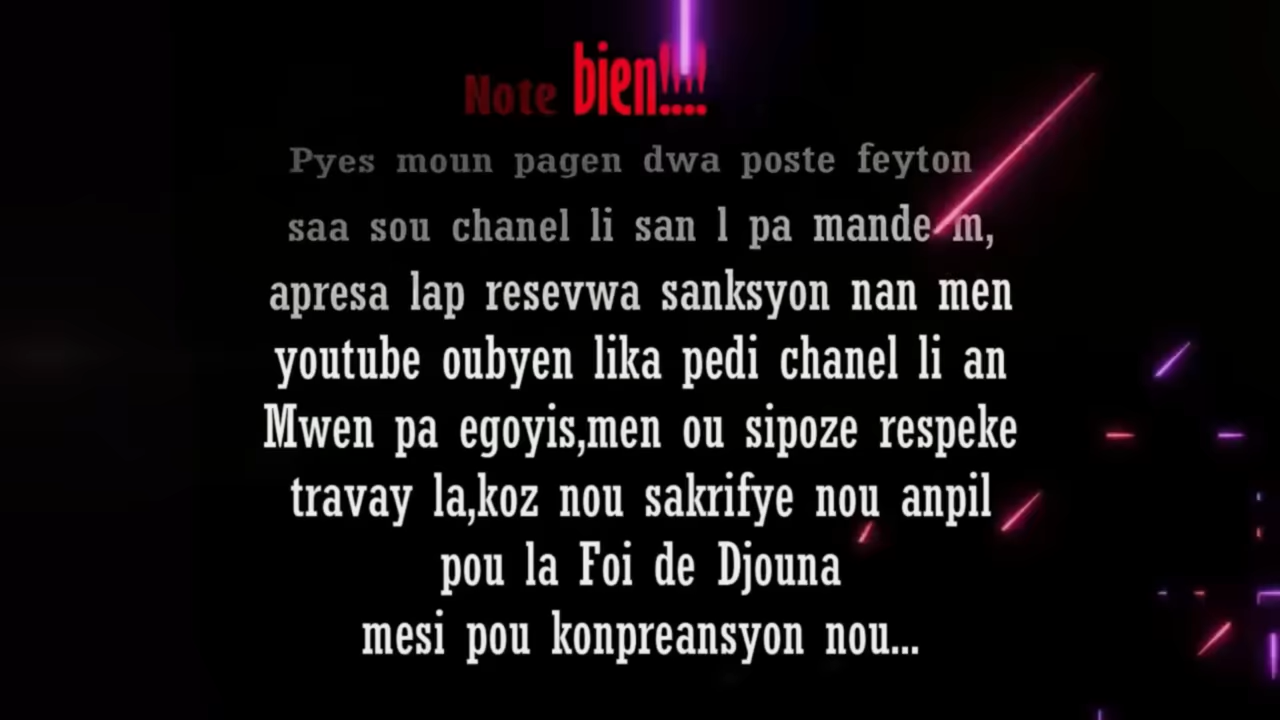 Note bien!!!!
Pyes moun pagen dwa poste feyton
saa sou chanel li san l pa mande m,
apresa lap resevwa sanksyon nan men
youtube oubyen lika pedi chanel li an
Mwen pa egoyis,men ou sipoze respeke
travay la,koz nou sakrifye nou anpil
pou la Foi de Djouna
mesi pou konpreansyon nou...